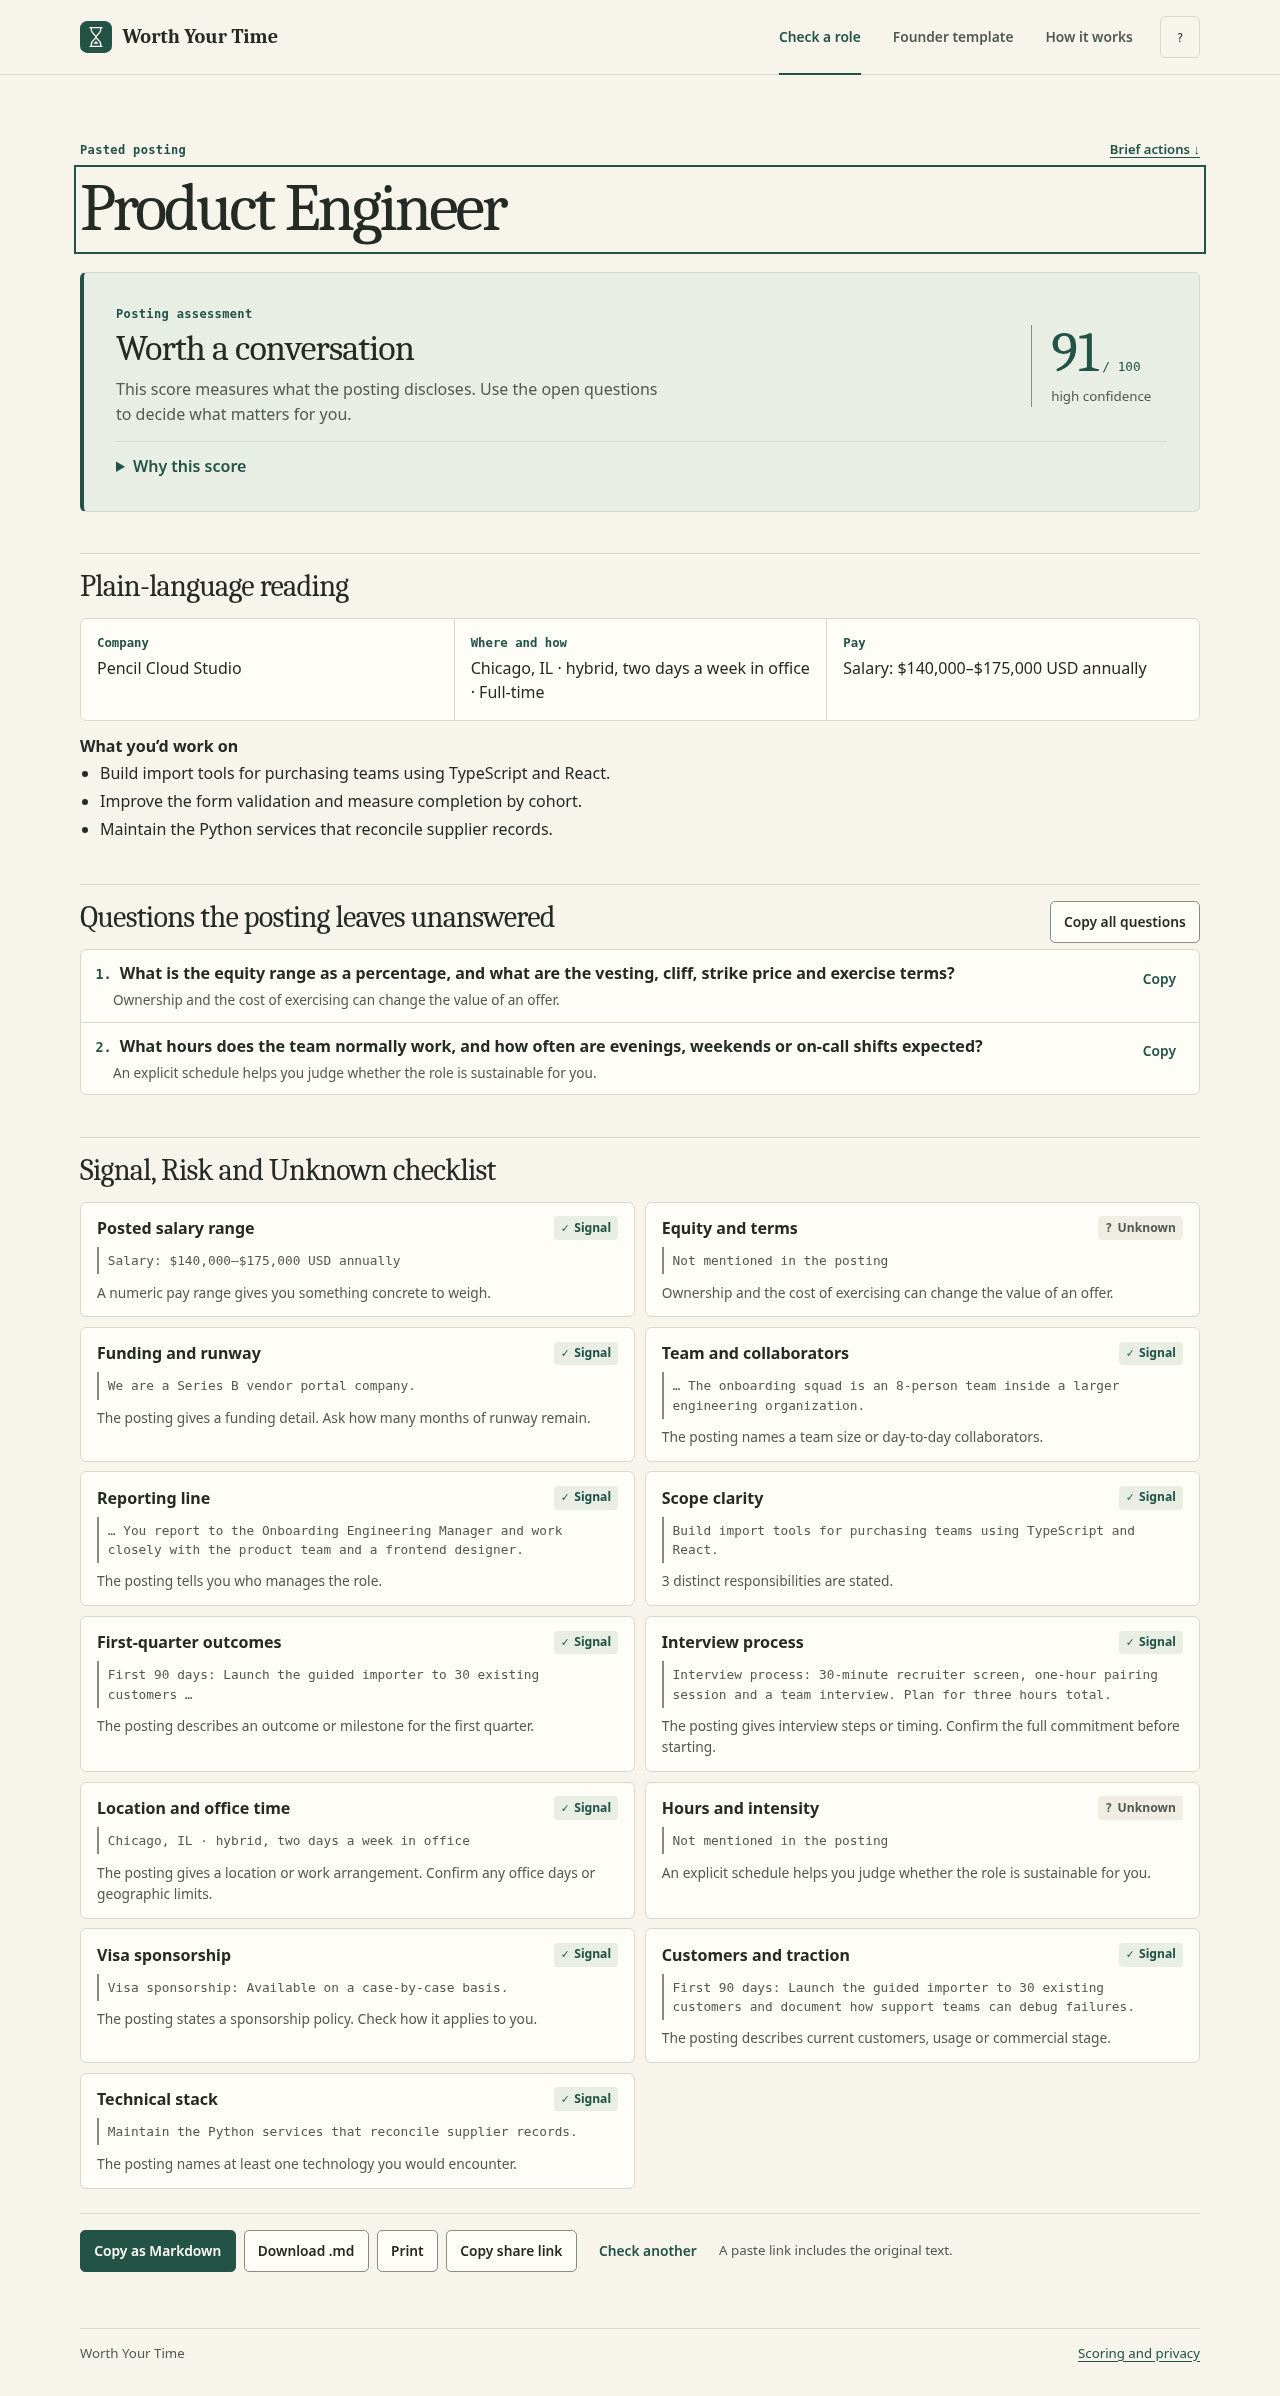 Worth Your Time
Check a role
Founder template
How it works
?
Pasted posting
Brief actions ↓
Product Engineer
Posting assessment
Worth a conversation
This score measures what the posting discloses. Use the open questions
to decide what matters for you.
91 / 100
high confidence
▶ Why this score
Plain-language reading
Company
Pencil Cloud Studio
Where and how
Chicago, IL · hybrid, two days a week in office
· Full-time
Pay
Salary: $140,000–$175,000 USD annually
What you’d work on
• Build import tools for purchasing teams using TypeScript and React.
• Improve the form validation and measure completion by cohort.
• Maintain the Python services that reconcile supplier records.
Questions the posting leaves unanswered
Copy all questions
1. What is the equity range as a percentage, and what are the vesting, cliff, strike price and exercise terms?
Ownership and the cost of exercising can change the value of an offer.
Copy
2. What hours does the team normally work, and how often are evenings, weekends or on-call shifts expected?
An explicit schedule helps you judge whether the role is sustainable for you.
Copy
Signal, Risk and Unknown checklist
Posted salary range
✓ Signal
Salary: $140,000–$175,000 USD annually
A numeric pay range gives you something concrete to weigh.
Equity and terms
? Unknown
Not mentioned in the posting
Ownership and the cost of exercising can change the value of an offer.
Funding and runway
✓ Signal
We are a Series B vendor portal company.
The posting gives a funding detail. Ask how many months of runway remain.
Team and collaborators
✓ Signal
… The onboarding squad is an 8-person team inside a larger
engineering organization.
The posting names a team size or day-to-day collaborators.
Reporting line
✓ Signal
… You report to the Onboarding Engineering Manager and work
closely with the product team and a frontend designer.
The posting tells you who manages the role.
Scope clarity
✓ Signal
Build import tools for purchasing teams using TypeScript and
React.
3 distinct responsibilities are stated.
First-quarter outcomes
✓ Signal
First 90 days: Launch the guided importer to 30 existing
customers …
The posting describes an outcome or milestone for the first quarter.
Interview process
✓ Signal
Interview process: 30-minute recruiter screen, one-hour pairing
session and a team interview. Plan for three hours total.
The posting gives interview steps or timing. Confirm the full commitment before
starting.
Location and office time
✓ Signal
Chicago, IL · hybrid, two days a week in office
The posting gives a location or work arrangement. Confirm any office days or
geographic limits.
Hours and intensity
? Unknown
Not mentioned in the posting
An explicit schedule helps you judge whether the role is sustainable for you.
Visa sponsorship
✓ Signal
Visa sponsorship: Available on a case-by-case basis.
The posting states a sponsorship policy. Check how it applies to you.
Customers and traction
✓ Signal
First 90 days: Launch the guided importer to 30 existing
customers and document how support teams can debug failures.
The posting describes current customers, usage or commercial stage.
Technical stack
✓ Signal
Maintain the Python services that reconcile supplier records.
The posting names at least one technology you would encounter.
Copy as Markdown
Download .md
Print
Copy share link
Check another
A paste link includes the original text.
Worth Your Time
Scoring and privacy